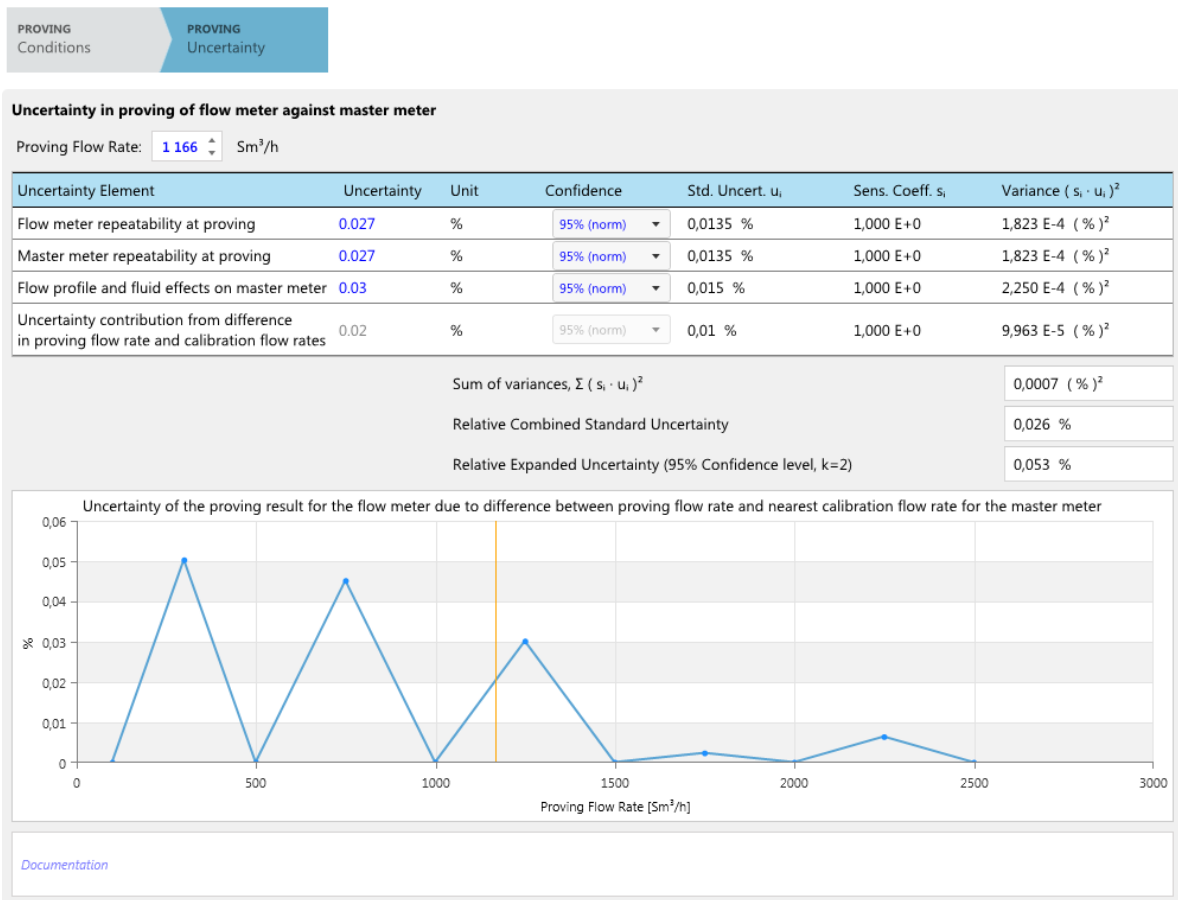 PROVING
Conditions
PROVING
Uncertainty
Uncertainty in proving of flow meter against master meter
Proving Flow Rate: 1 166 Sm³/h
Uncertainty Element Uncertainty Unit Confidence Std. Uncert. uᵢ Sens. Coeff. sᵢ Variance ( sᵢ · uᵢ )²
Flow meter repeatability at proving 0.027 % 95% (norm) 0,0135 % 1,000 E+0 1,823 E-4 ( % )²
Master meter repeatability at proving 0.027 % 95% (norm) 0,0135 % 1,000 E+0 1,823 E-4 ( % )²
Flow profile and fluid effects on master meter 0.03 % 95% (norm) 0,015 % 1,000 E+0 2,250 E-4 ( % )²
Uncertainty contribution from difference
in proving flow rate and calibration flow rates 0.02 % 95% (norm) 0,01 % 1,000 E+0 9,963 E-5 ( % )²
Sum of variances, Σ ( sᵢ · uᵢ )² 0,0007 ( % )²
Relative Combined Standard Uncertainty 0,026 %
Relative Expanded Uncertainty (95% Confidence level, k=2) 0,053 %
Uncertainty of the proving result for the flow meter due to difference between proving flow rate and nearest calibration flow rate for the master meter
0,06
0,05
0,04
% 0,03
0,02
0,01
0
0 500 1000 1500 2000 2500 3000
Proving Flow Rate [Sm³/h]
Documentation